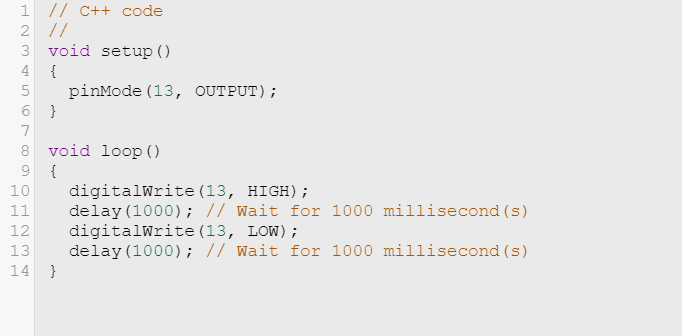 1 // C++ code
2 //
3 void setup()
4 {
5   pinMode(13, OUTPUT);
6 }
7
8 void loop()
9 {
10   digitalWrite(13, HIGH);
11   delay(1000); // Wait for 1000 millisecond(s)
12   digitalWrite(13, LOW);
13   delay(1000); // Wait for 1000 millisecond(s)
14 }